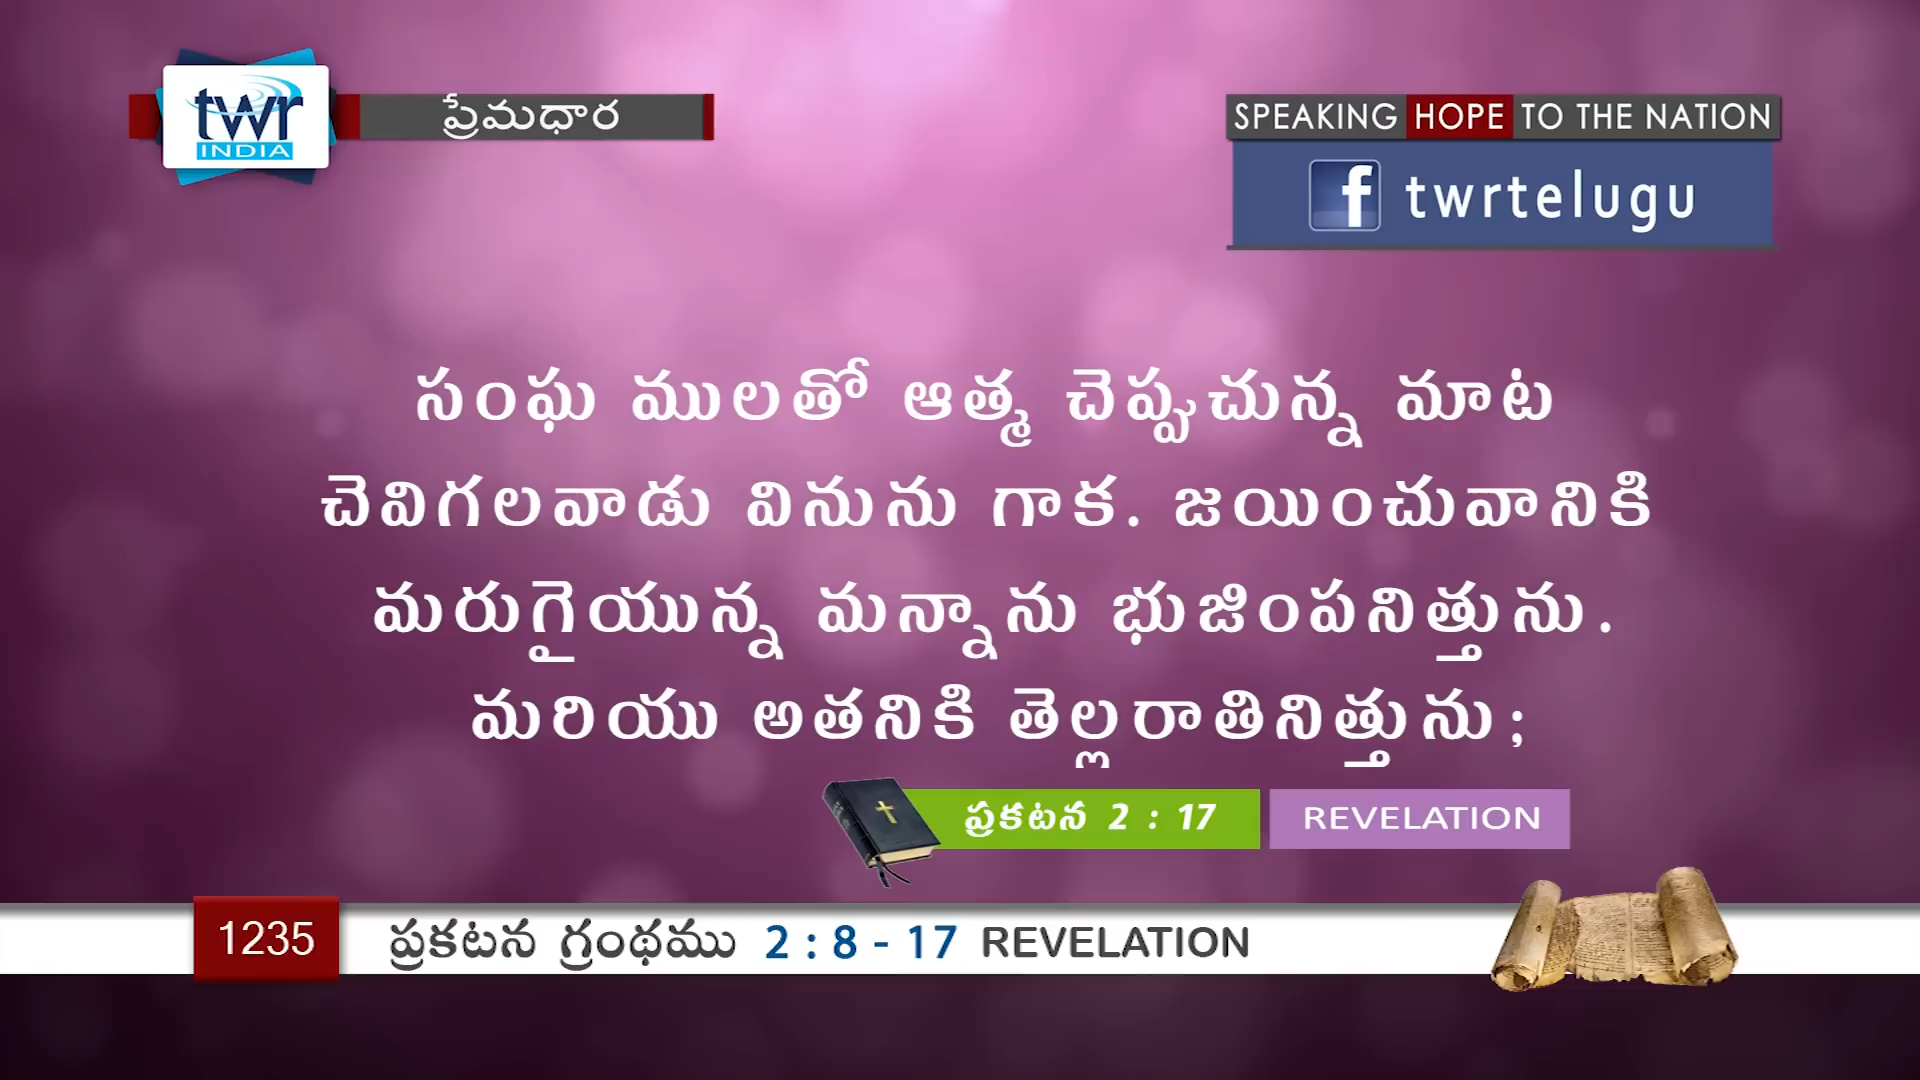 twr
INDIA
ప్రేమధార
SPEAKING HOPE TO THE NATION
f twrtelugu
సంఘ ములతో ఆత్మ చెప్పుచున్న మాట
చెవిగలవాడు వినును గాక. జయించువానికి
మరుగైయున్న మన్నాను భుజింపనిత్తును.
మరియు అతనికి తెల్లరాతినిత్తును;
ప్రకటన 2 : 17 REVELATION
1235 ప్రకటన గ్రంథము 2 : 8 - 17 REVELATION